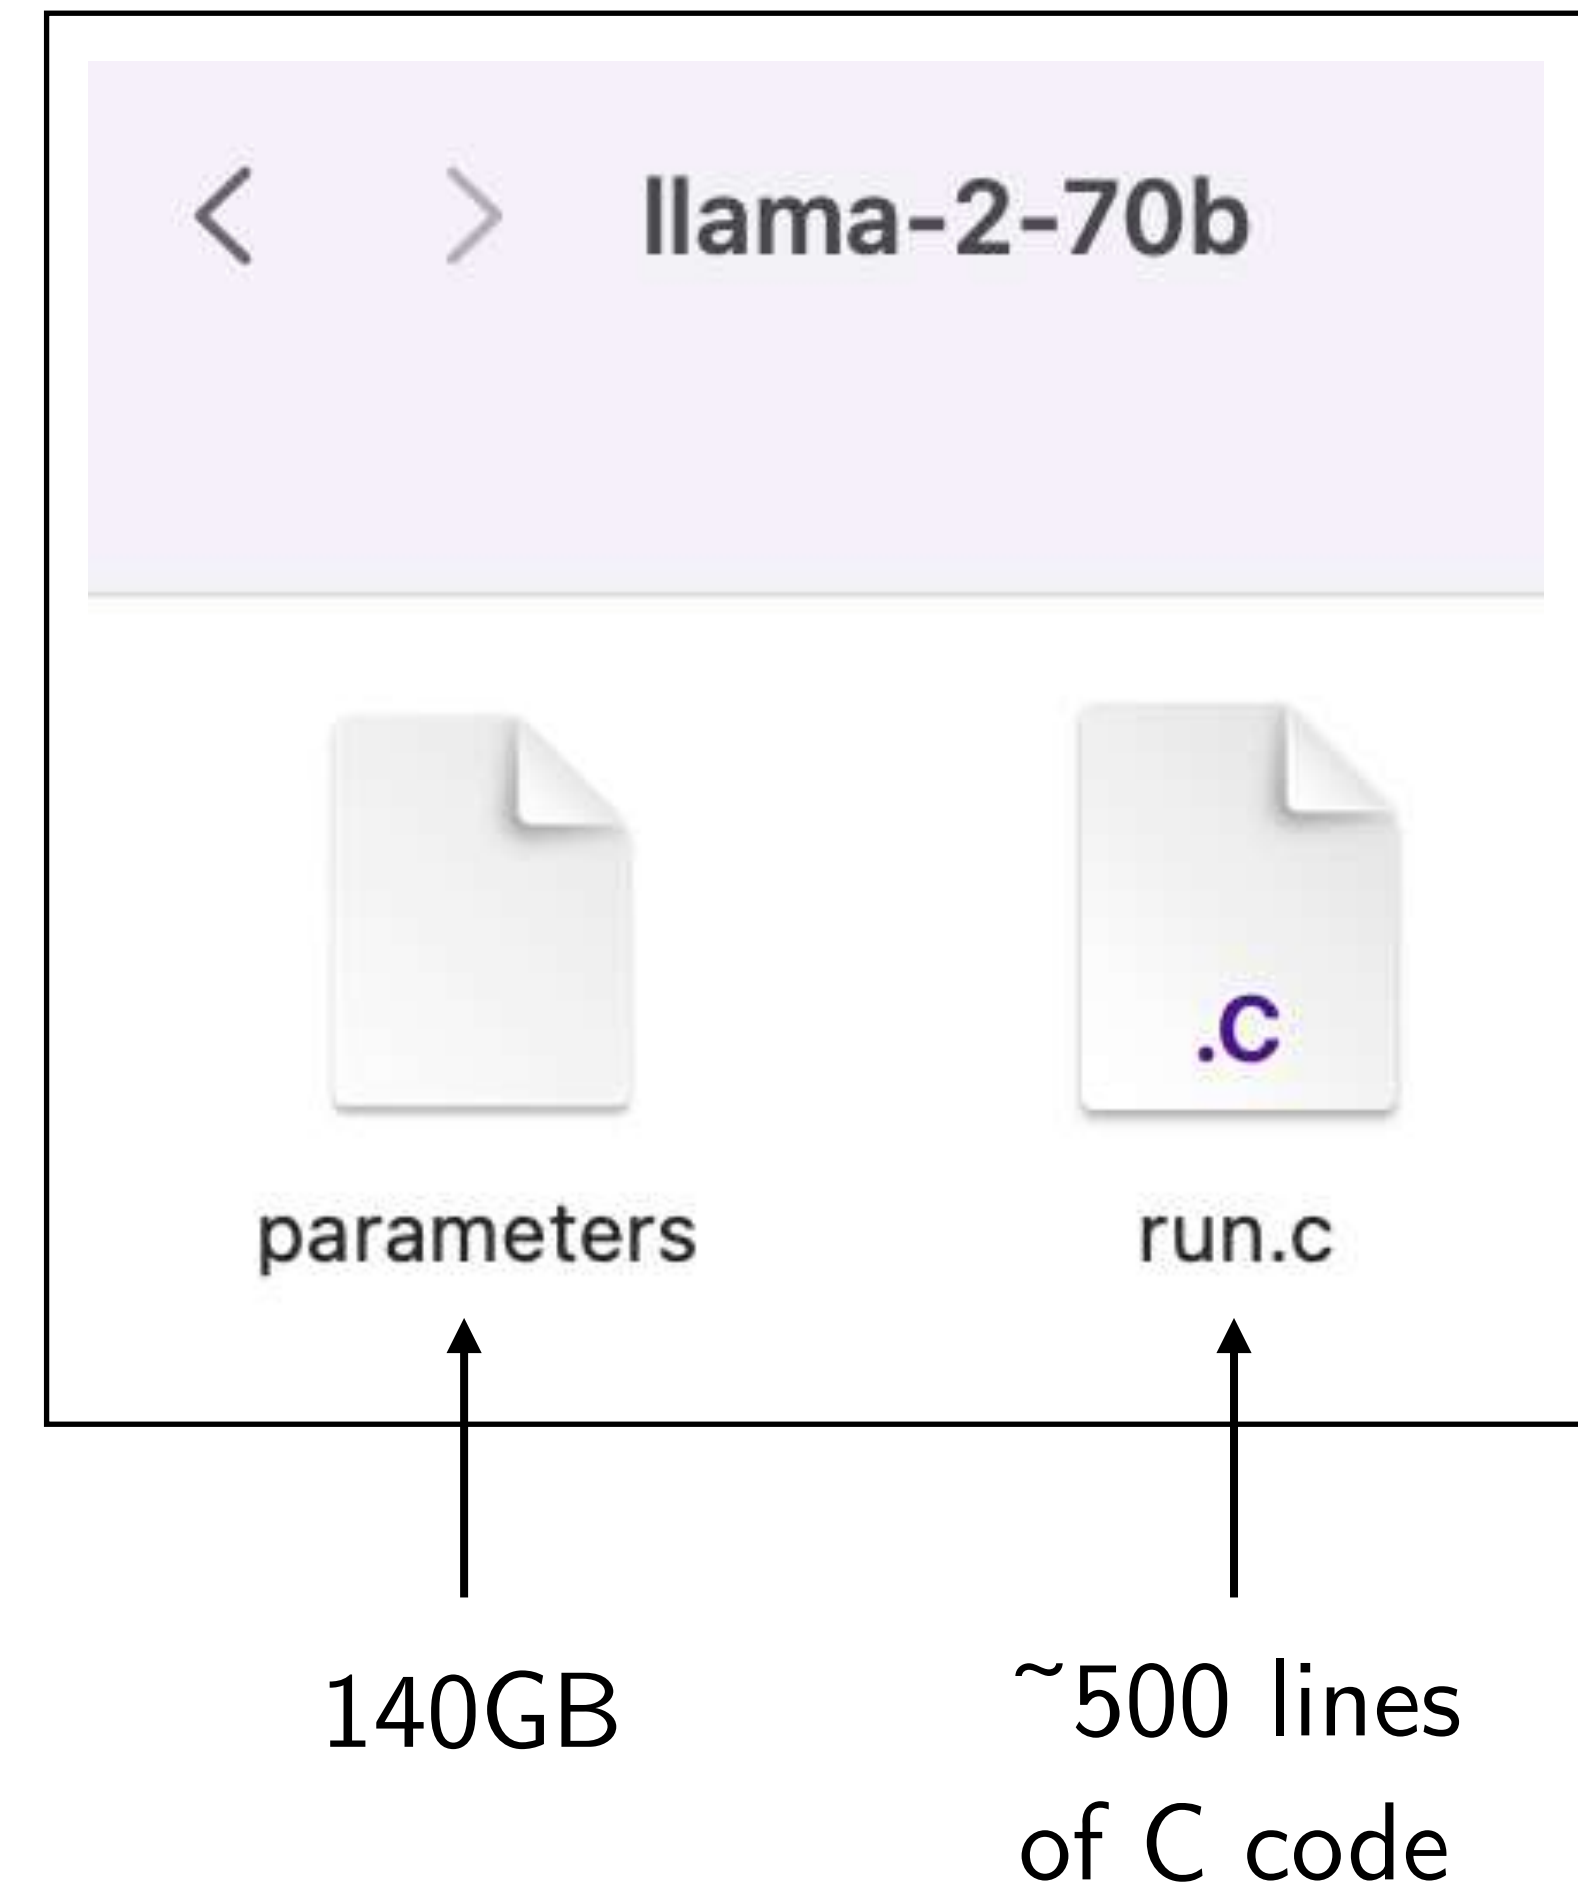 llama-2-70b
.C
parameters
run.c
140GB
~500 lines
of C code